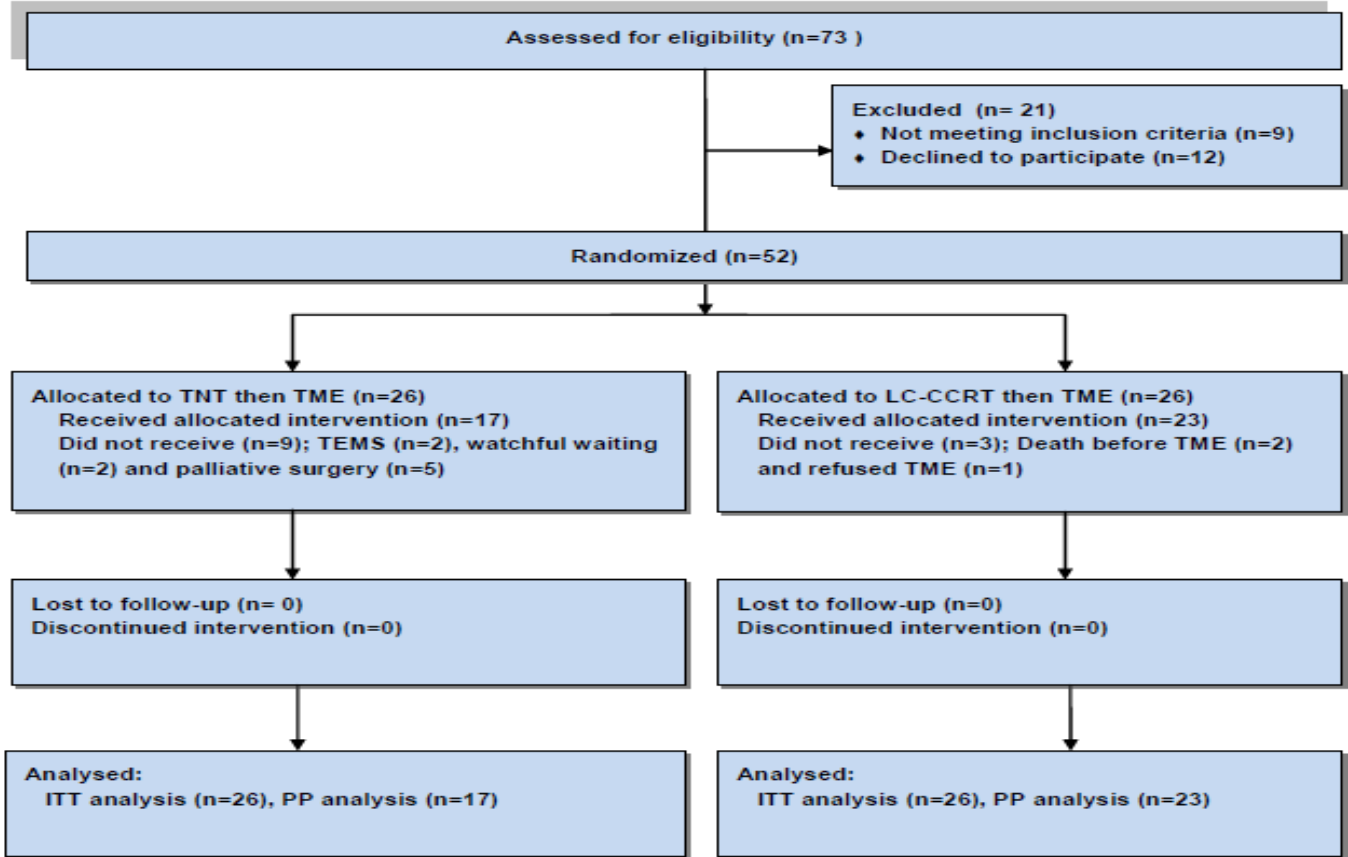 Assessed for eligibility (n=73 )
Excluded  (n= 21)
♦ Not meeting inclusion criteria (n=9)
♦ Declined to participate (n=12)
Randomized (n=52)
Allocated to TNT then TME (n=26)
Received allocated intervention (n=17)
Did not receive (n=9); TEMS (n=2), watchful waiting
(n=2) and palliative surgery (n=5)
Allocated to LC-CCRT then TME (n=26)
Received allocated intervention (n=23)
Did not receive (n=3); Death before TME (n=2)
and refused TME (n=1)
Lost to follow-up (n= 0)
Discontinued intervention (n=0)
Lost to follow-up (n=0)
Discontinued intervention (n=0)
Analysed:
ITT analysis (n=26), PP analysis (n=17)
Analysed:
ITT analysis (n=26), PP analysis (n=23)